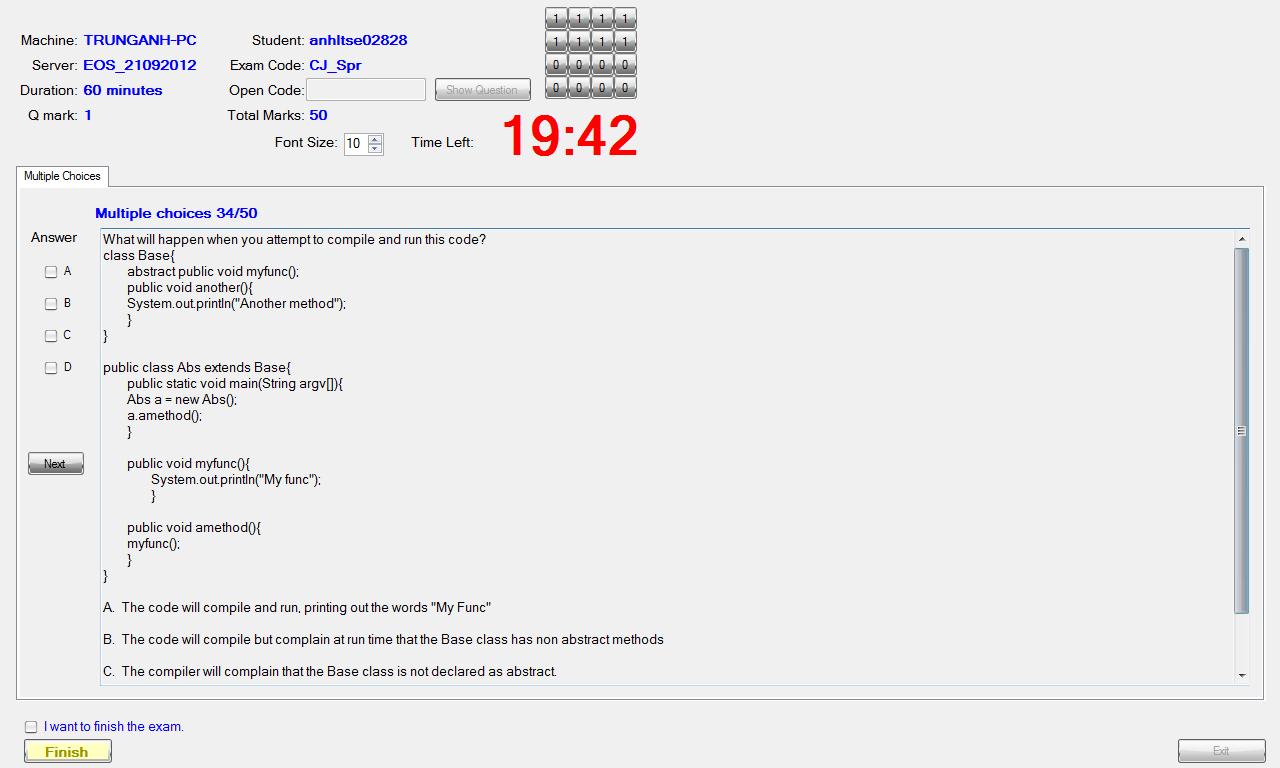 Machine: TRUNGANH-PC Student: anhltse02828
Server: EOS_21092012 Exam Code: CJ_Spr
Duration: 60 minutes Open Code: Show Question
Q mark: 1 Total Marks: 50
1 1 1 1
1 1 1 1
0 0 0 0
0 0 0 0
Font Size: 10 Time Left: 19:42
Multiple Choices
Multiple choices 34/50
Answer
A
B
C
D
Next
What will happen when you attempt to compile and run this code?
class Base{
abstract public void myfunc();
public void another(){
System.out.println("Another method");
}
}
public class Abs extends Base{
public static void main(String argv[]){
Abs a = new Abs();
a.amethod();
}
public void myfunc(){
System.out.println("My func");
}
public void amethod(){
myfunc();
}
}
A. The code will compile and run, printing out the words "My Func"
B. The code will compile but complain at run time that the Base class has non abstract methods
C. The compiler will complain that the Base class is not declared as abstract.
I want to finish the exam.
Finish
Exit